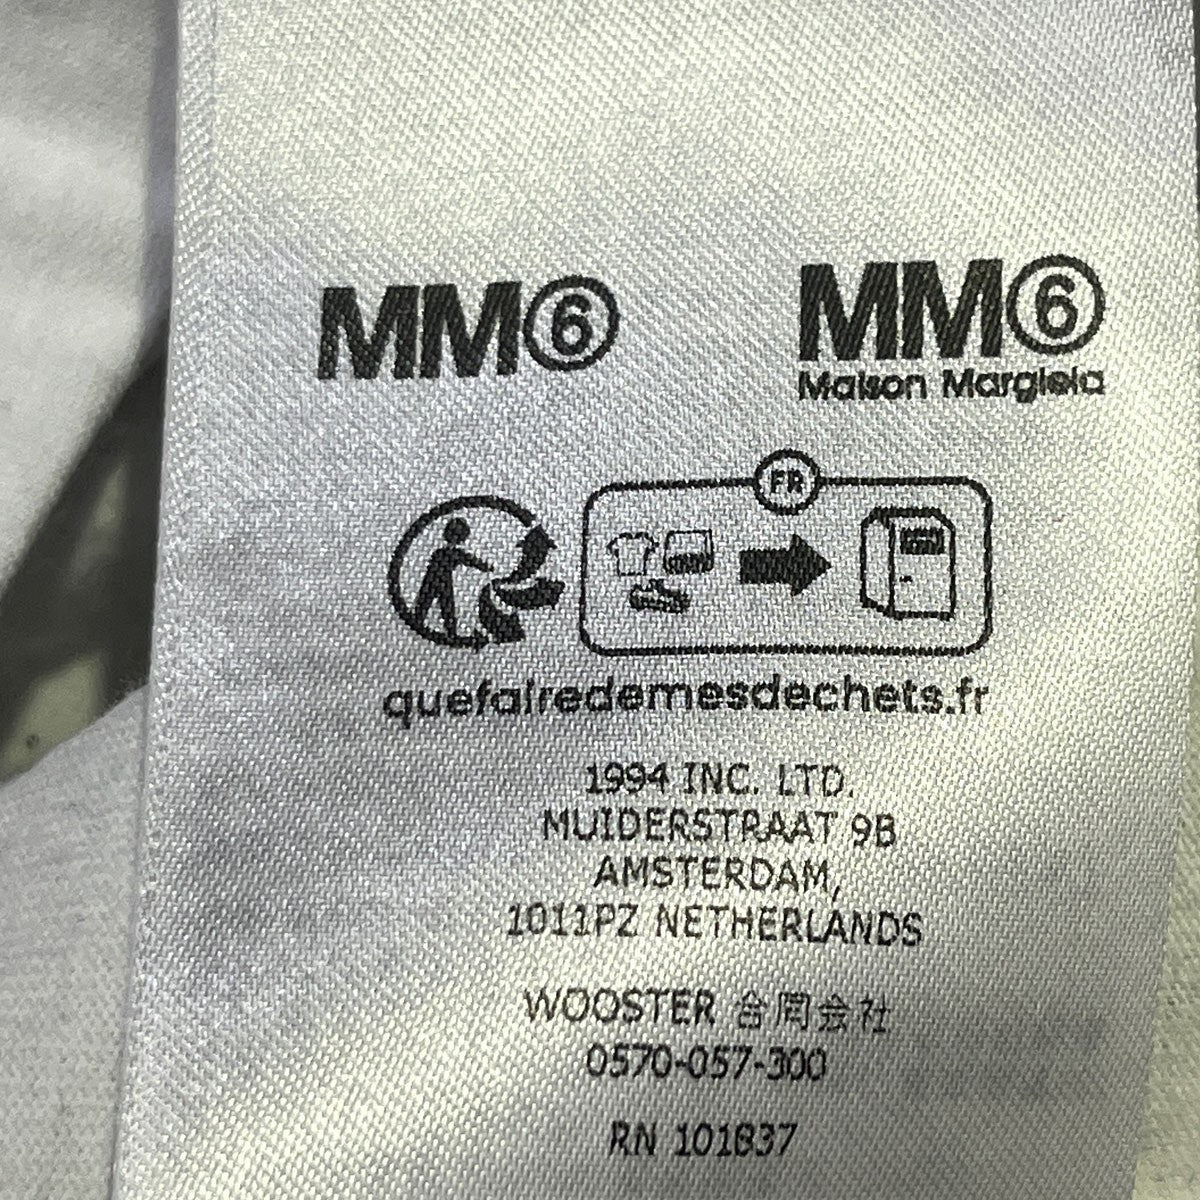 MM⑥
MM⑥
Maison Margiela
FR
quefairedemesdechets.fr
1994 INC. LTD.
MUIDERSTRAAT 9B
AMSTERDAM,
1011PZ NETHERLANDS
WOOSTER 合同会社
0570-057-300
RN 101837